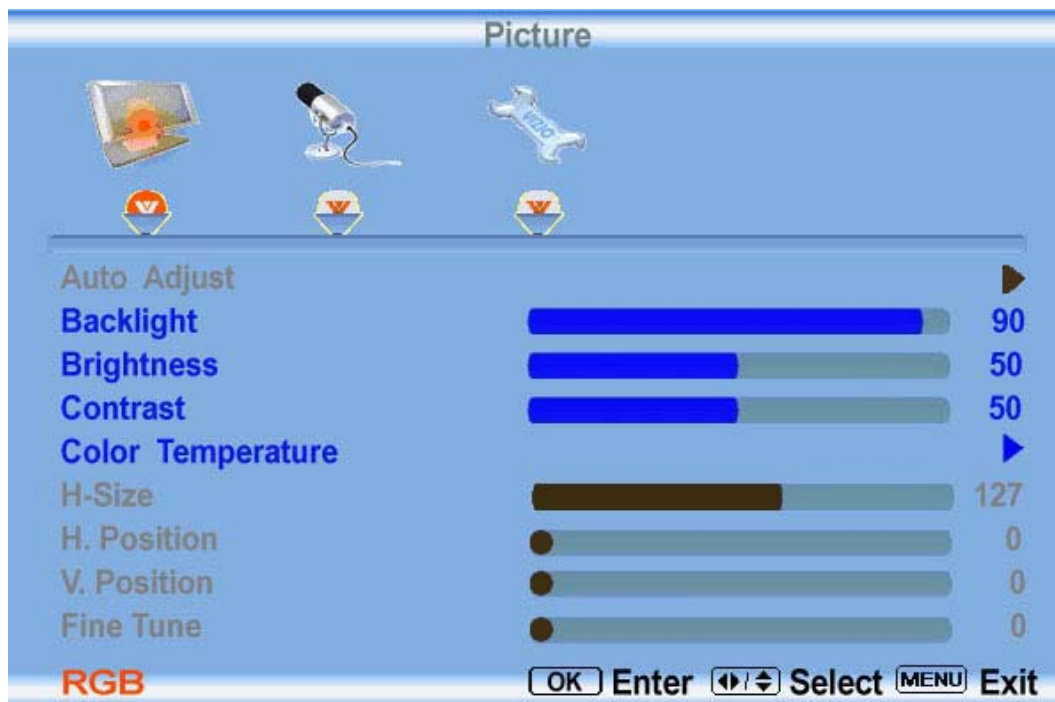 Picture
VIZIO
Auto Adjust
Backlight 90
Brightness 50
Contrast 50
Color Temperature
H-Size 127
H. Position 0
V. Position 0
Fine Tune 0
RGB OK Enter / Select MENU Exit